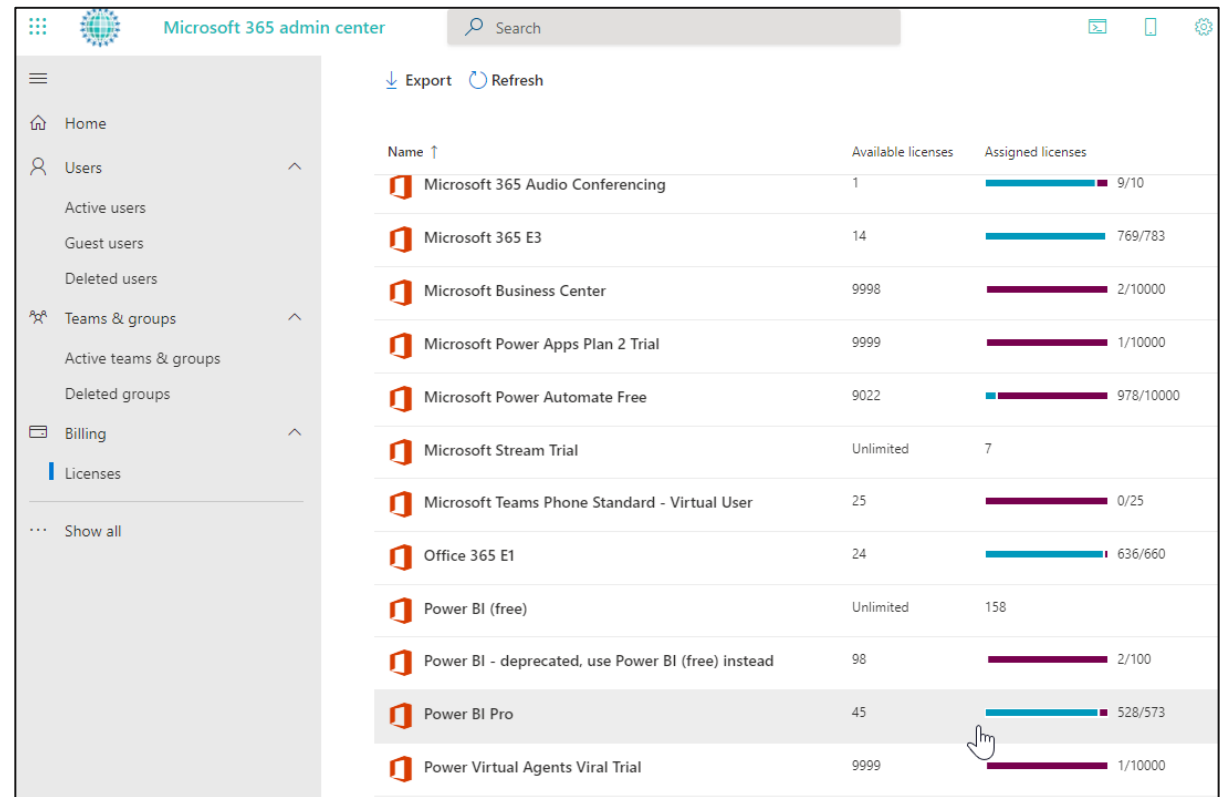 Microsoft 365 admin center
Search
Home
Users
Active users
Guest users
Deleted users
Teams & groups
Active teams & groups
Deleted groups
Billing
Licenses
Show all
Export Refresh
Name ↑ Available licenses Assigned licenses
Microsoft 365 Audio Conferencing 1 9/10
Microsoft 365 E3 14 769/783
Microsoft Business Center 9998 2/10000
Microsoft Power Apps Plan 2 Trial 9999 1/10000
Microsoft Power Automate Free 9022 978/10000
Microsoft Stream Trial Unlimited 7
Microsoft Teams Phone Standard - Virtual User 25 0/25
Office 365 E1 24 636/660
Power BI (free) Unlimited 158
Power BI - deprecated, use Power BI (free) instead 98 2/100
Power BI Pro 45 528/573
Power Virtual Agents Viral Trial 9999 1/10000